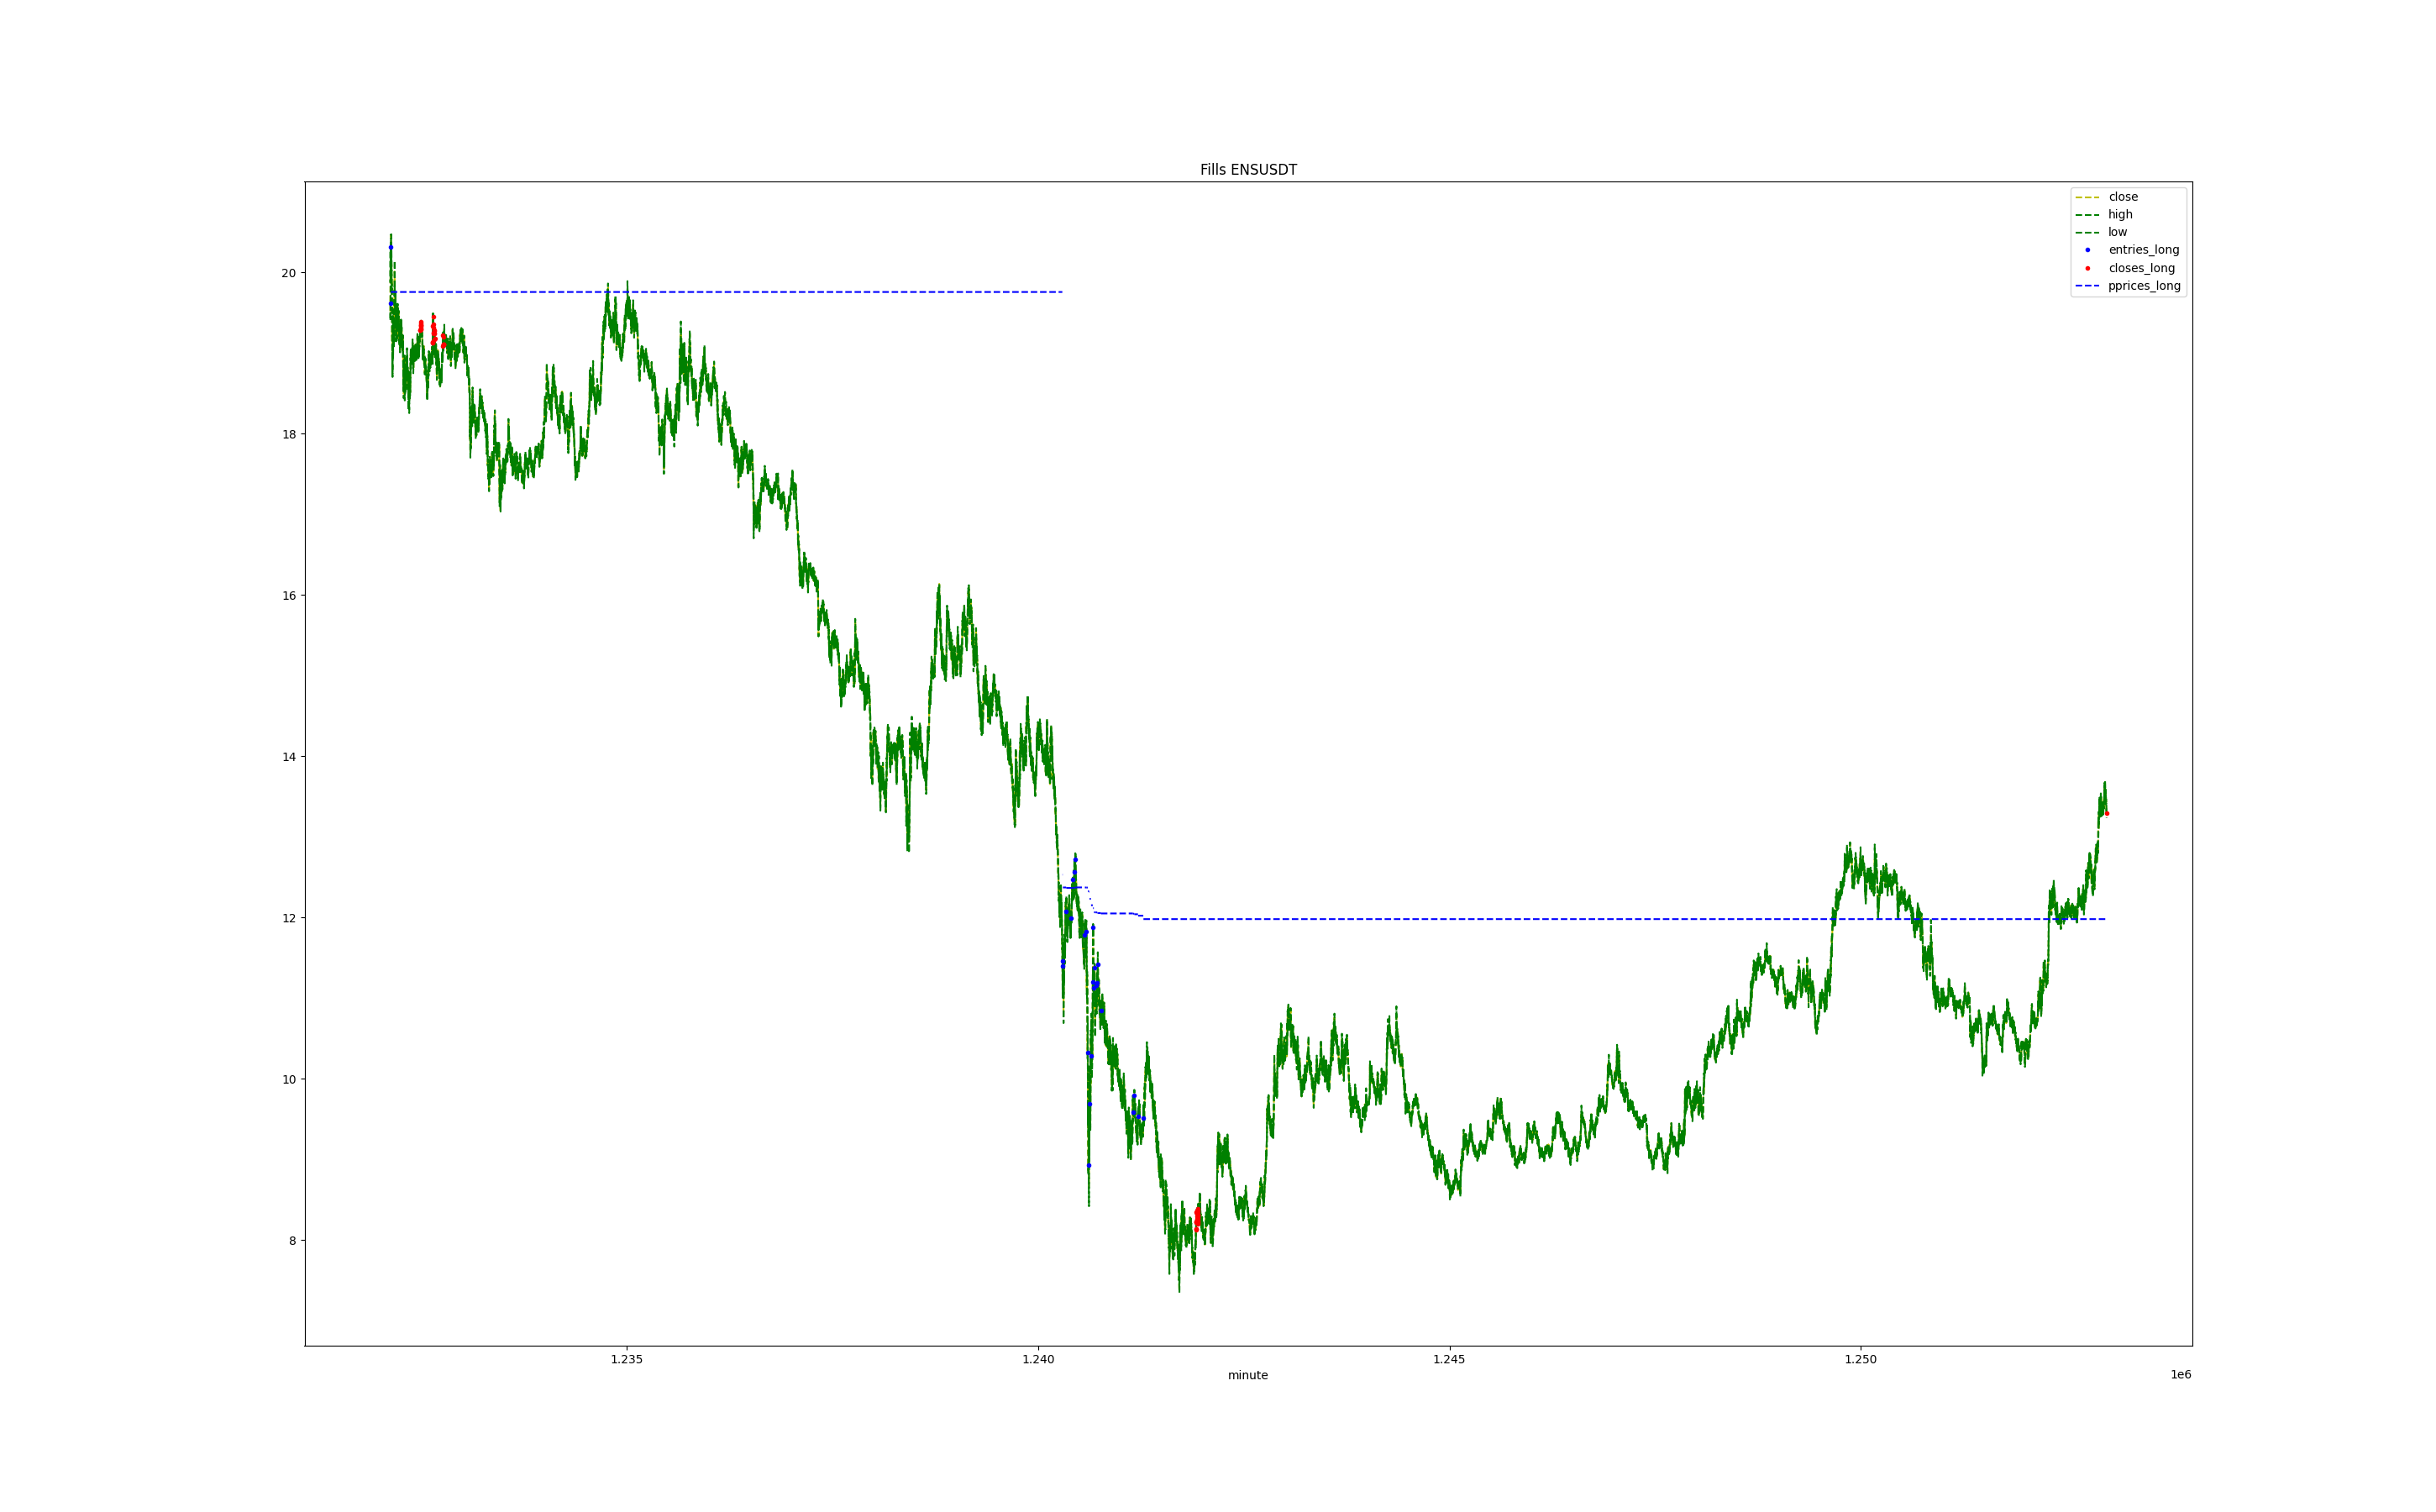 Fills ENSUSDT
close
high
low
entries_long
closes_long
pprices_long
20
18
16
14
12
10
8
1.235 1.240 1.245 1.250
minute
1e6